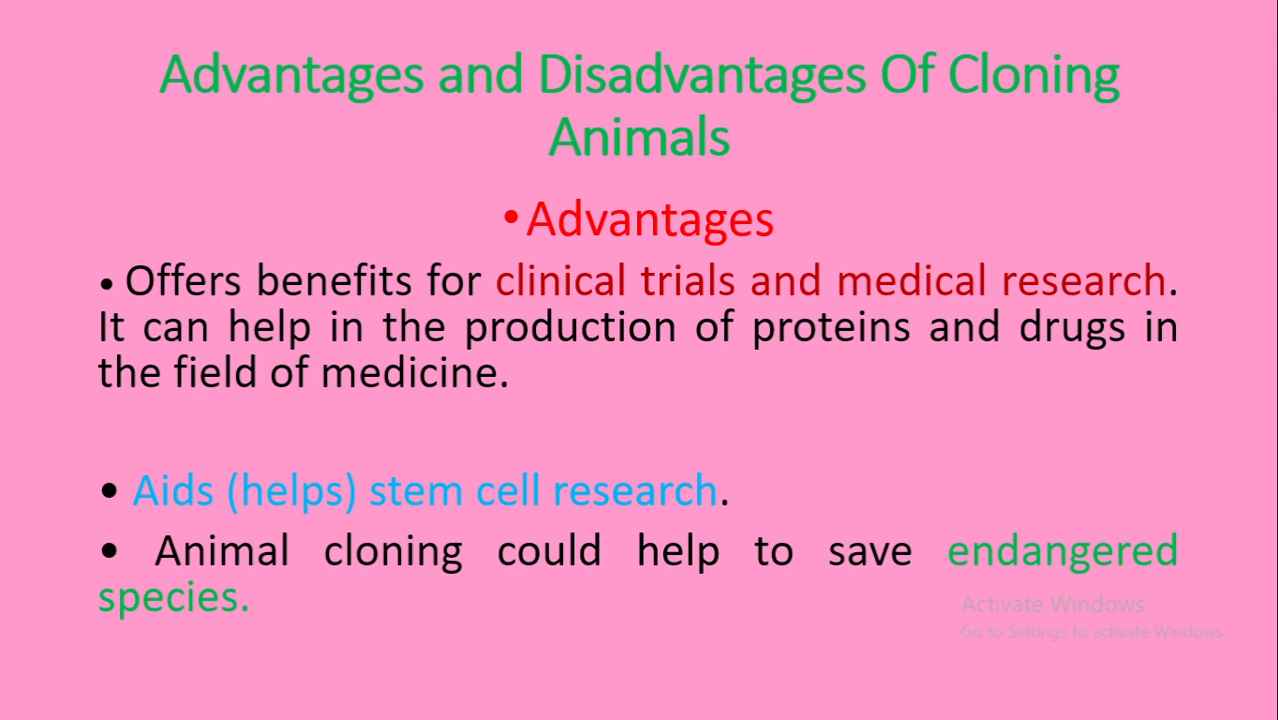 Advantages and Disadvantages Of Cloning
Animals
•Advantages
• Offers benefits for clinical trials and medical research.
It can help in the production of proteins and drugs in
the field of medicine.
• Aids (helps) stem cell research.
• Animal cloning could help to save endangered
species.
Activate Windows
Go to Settings to activate Windows.